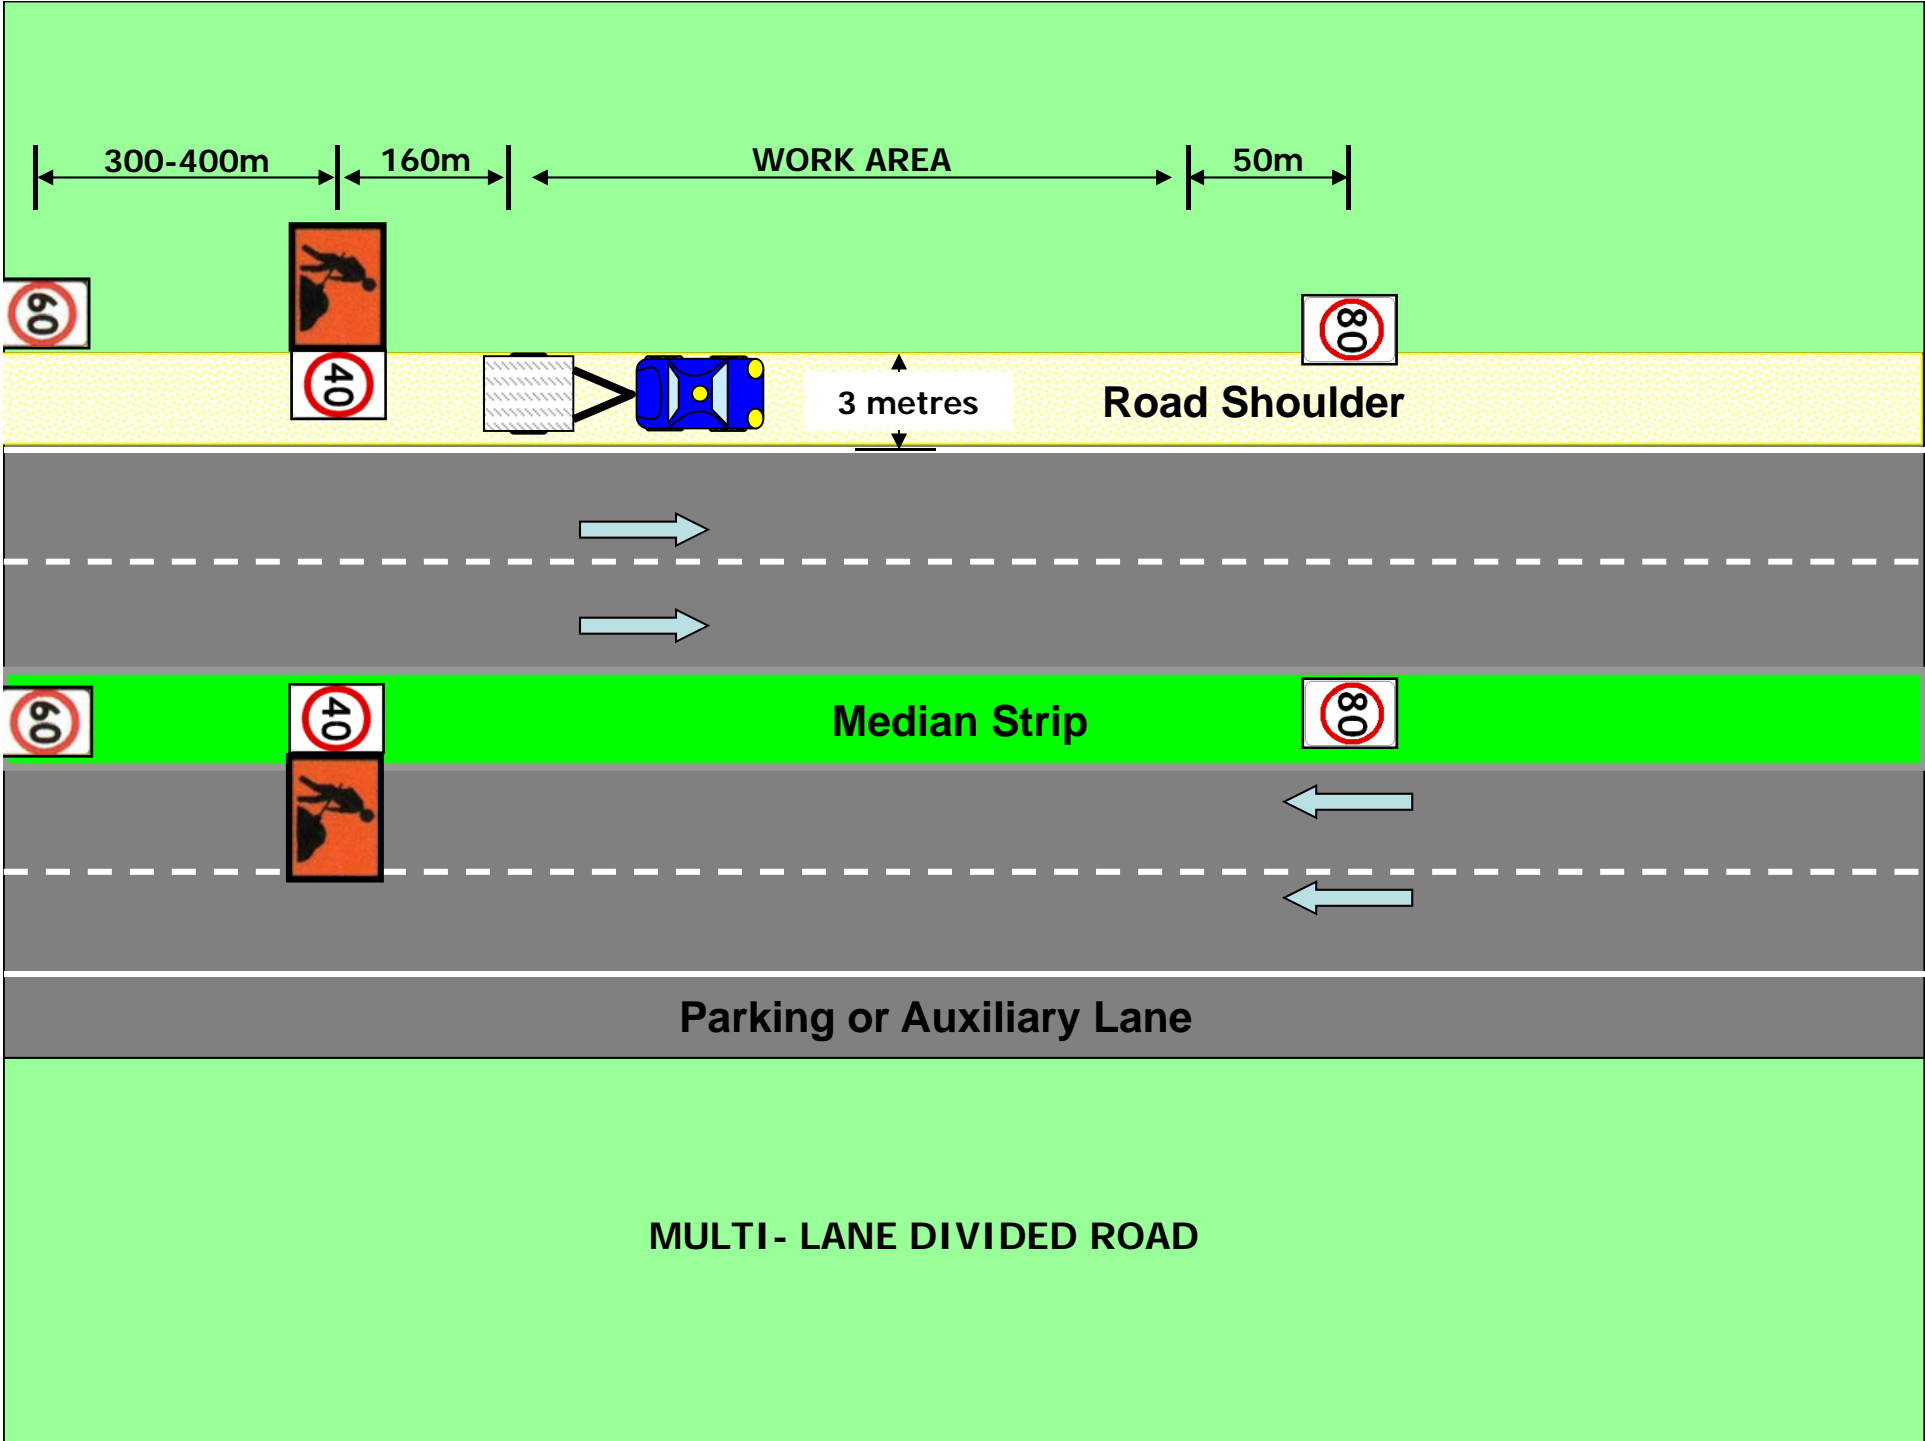 300-400m
160m
WORK AREA
50m
60
40
80
3 metres
Road Shoulder
60
40
Median Strip
80
Parking or Auxiliary Lane
MULTI- LANE DIVIDED ROAD